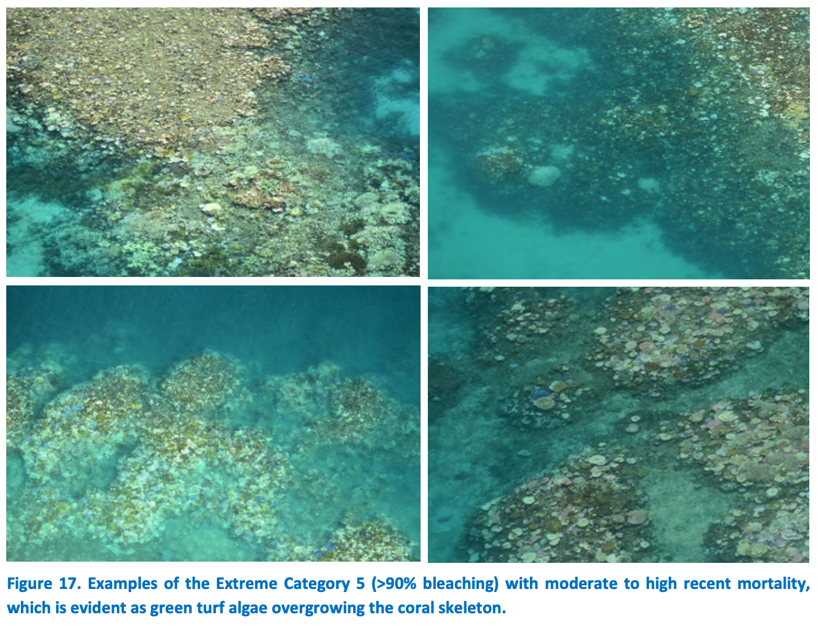 Figure 17. Examples of the Extreme Category 5 (>90% bleaching) with moderate to high recent mortality,
which is evident as green turf algae overgrowing the coral skeleton.